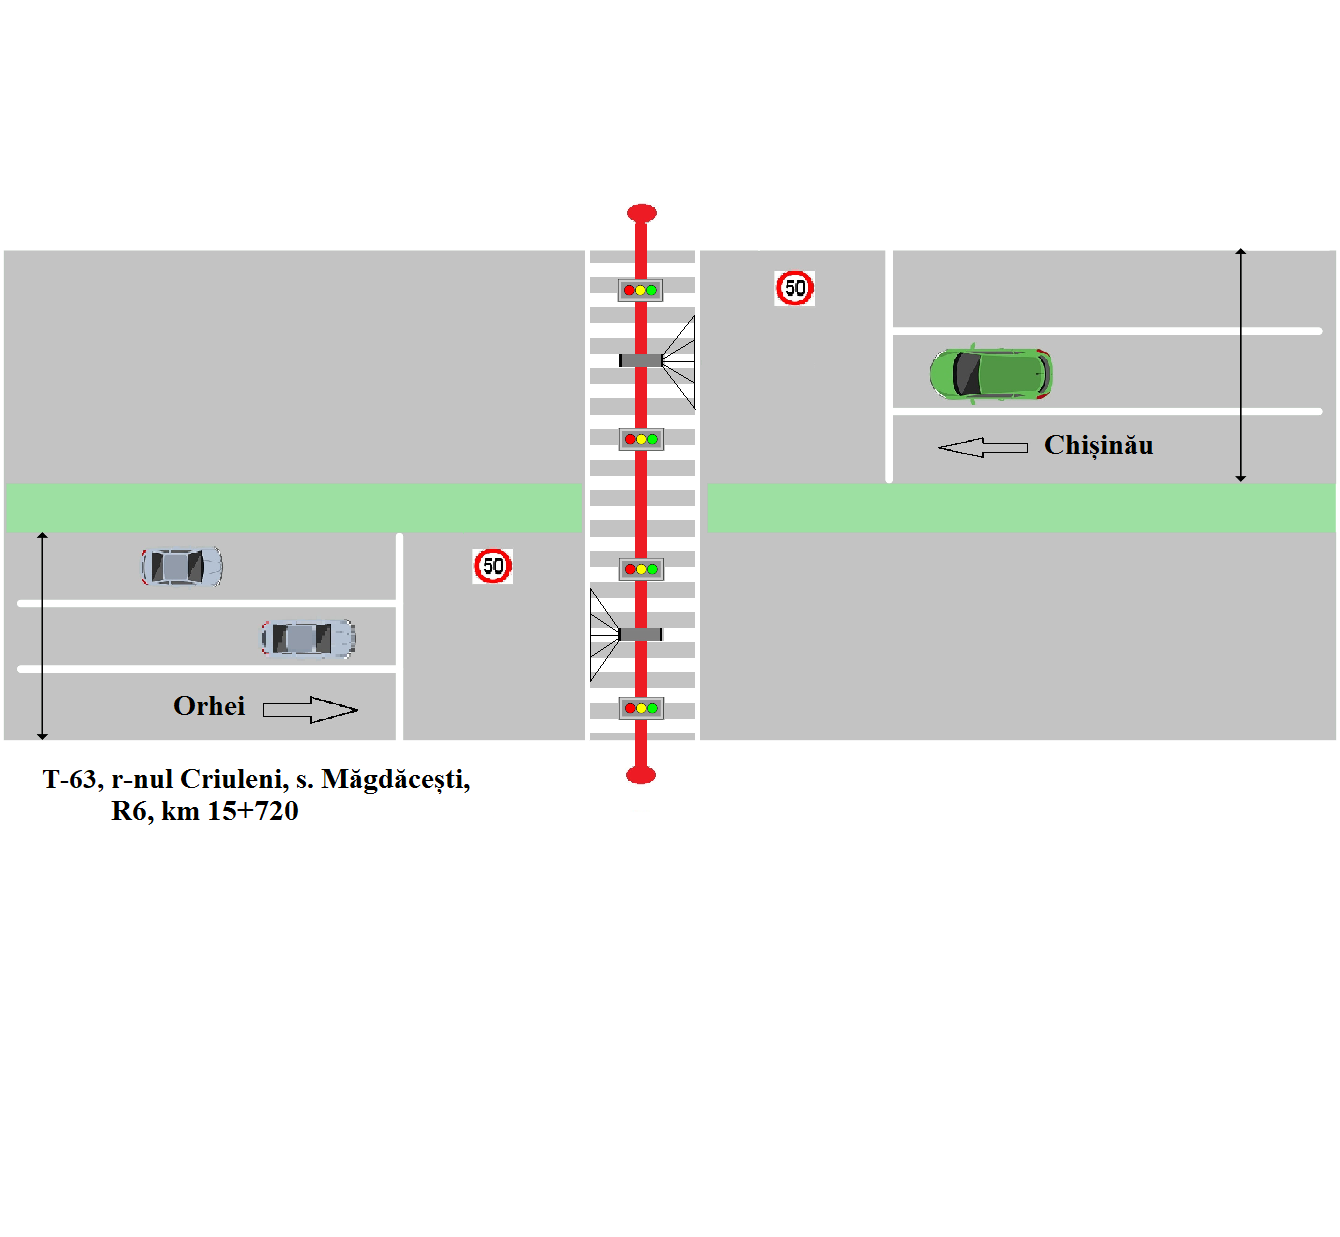 50
Chișinău
50
Orhei
T-63, r-nul Criuleni, s. Măgdăcești,
R6, km 15+720